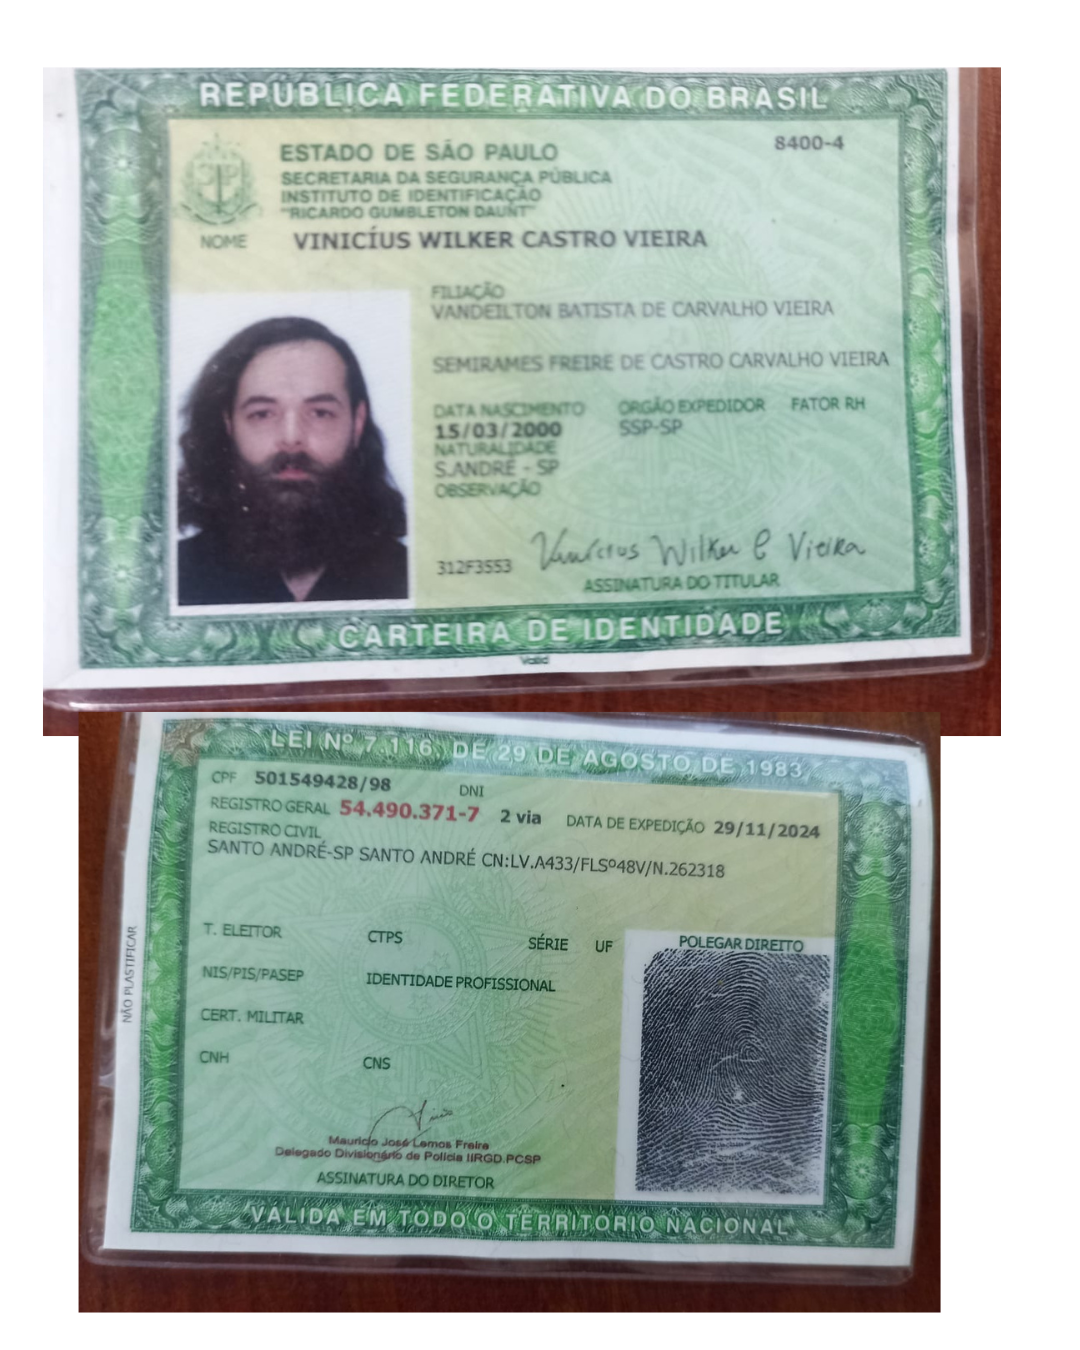 REPÚBLICA FEDERATIVA DO BRASIL
8400-4
ESTADO DE SÃO PAULO
SECRETARIA DA SEGURANÇA PÚBLICA
INSTITUTO DE IDENTIFICAÇÃO
"RICARDO GUMBLETON DAUNT"
NOME VINICÍUS WILKER CASTRO VIEIRA
FILIAÇÃO
VANDEILTON BATISTA DE CARVALHO VIEIRA
SEMIRAMES FREIRE DE CASTRO CARVALHO VIEIRA
DATA NASCIMENTO ORGÃO EXPEDIDOR FATOR RH
15/03/2000 SSP-SP
NATURALIDADE
S.ANDRÉ - SP
OBSERVAÇÃO
312F3553 Vinícius Wilker C Vieira
ASSINATURA DO TITULAR
CARTEIRA DE IDENTIDADE
Valid
LEI Nº 7.116, DE 29 DE AGOSTO DE 1983
CPF 501549428/98 DNI
REGISTRO GERAL 54.490.371-7 2 via DATA DE EXPEDIÇÃO 29/11/2024
REGISTRO CIVIL
SANTO ANDRÉ-SP SANTO ANDRÉ CN:LV.A433/FLSº48V/N.262318
T. ELEITOR CTPS SÉRIE UF POLEGAR DIREITO
NIS/PIS/PASEP IDENTIDADE PROFISSIONAL
CERT. MILITAR
CNH CNS
NÃO PLASTIFICAR
Mauricio José Lemos Freire
Delegado Divisionário de Polícia IIRGD.PCSP
ASSINATURA DO DIRETOR
VÁLIDA EM TODO O TERRITÓRIO NACIONAL